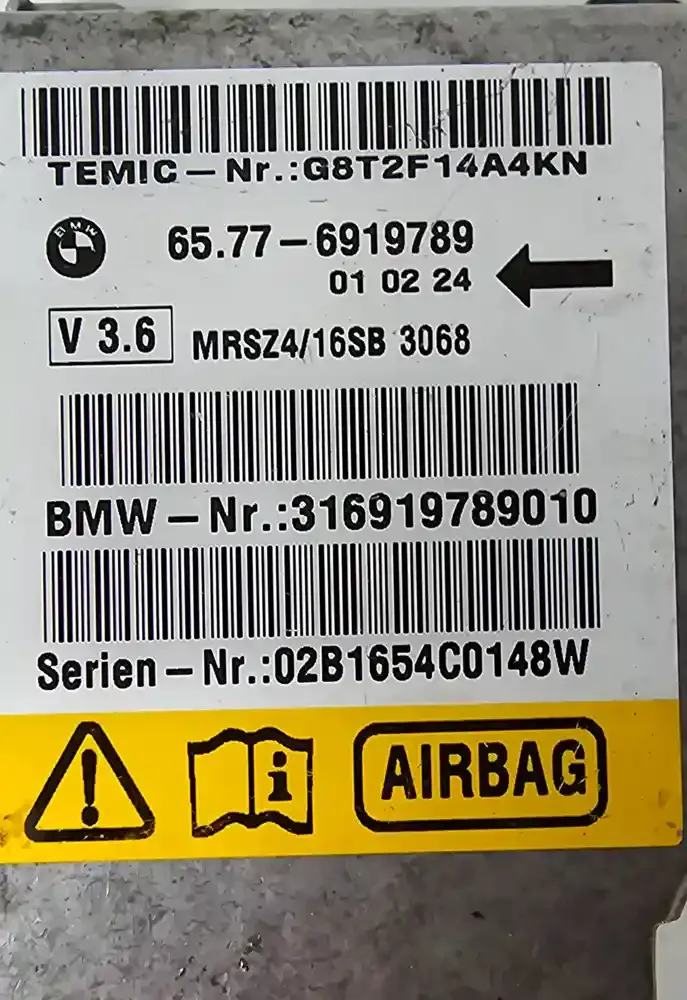 TEMIC-Nr.:G8T2F14A4KN
BMW
65.77-6919789
01 02 24
V 3.6
MRSZ4/16SB 3068
BMW-Nr.:316919789010
Serien-Nr.:02B1654C0148W
! i AIRBAG